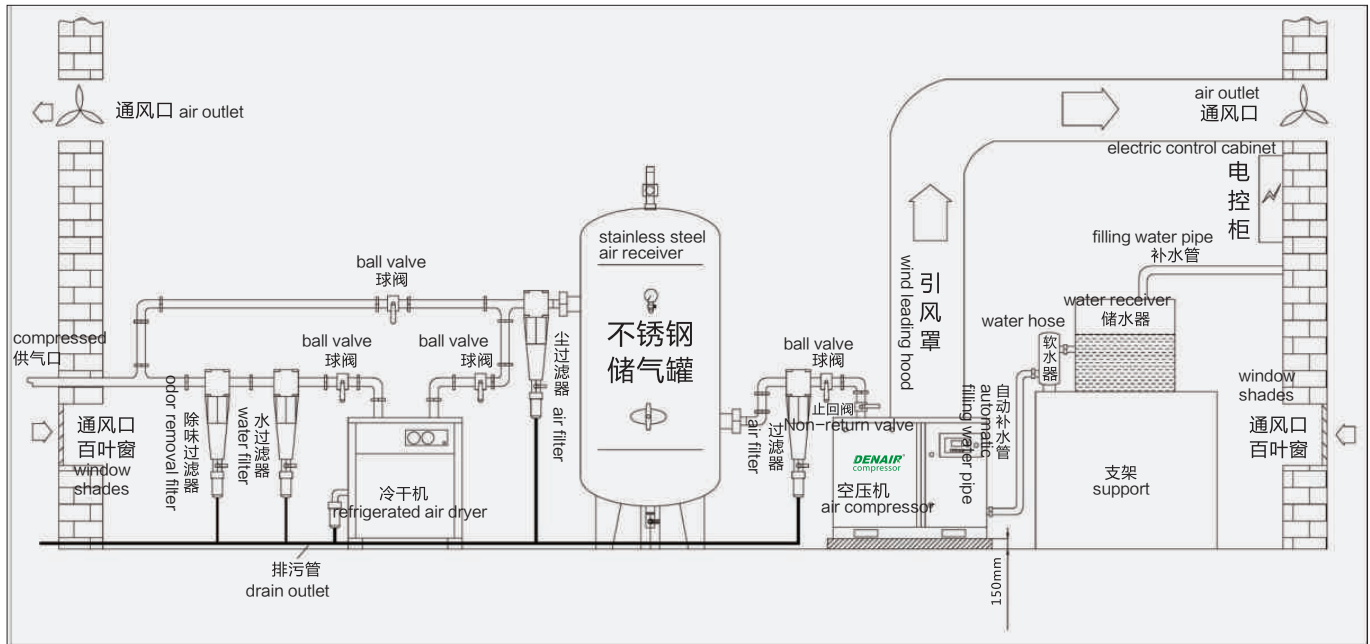 通风口 air outlet
air outlet
通风口
electric control cabinet
电控柜
stainless steel
air receiver
wind leading hood
引风罩
filling water pipe
补水管
ball valve
球阀
water receiver
储水器
compressed
供气口
ball valve
球阀
ball valve
球阀
尘过滤器
air filter
不锈钢
储气罐
ball valve
球阀
water hose
软水器
window
shades
通风口
百叶窗
通风口
百叶窗
window
shades
odor removal filter
除味过滤器
water filter
水过滤器
air filter
过滤器
止回阀
Non-return valve
filling water pipe
automatic
自动补水管
DENAIR®
compressor
空压机
air compressor
冷干机
refrigerated air dryer
支架
support
排污管
drain outlet
150mm